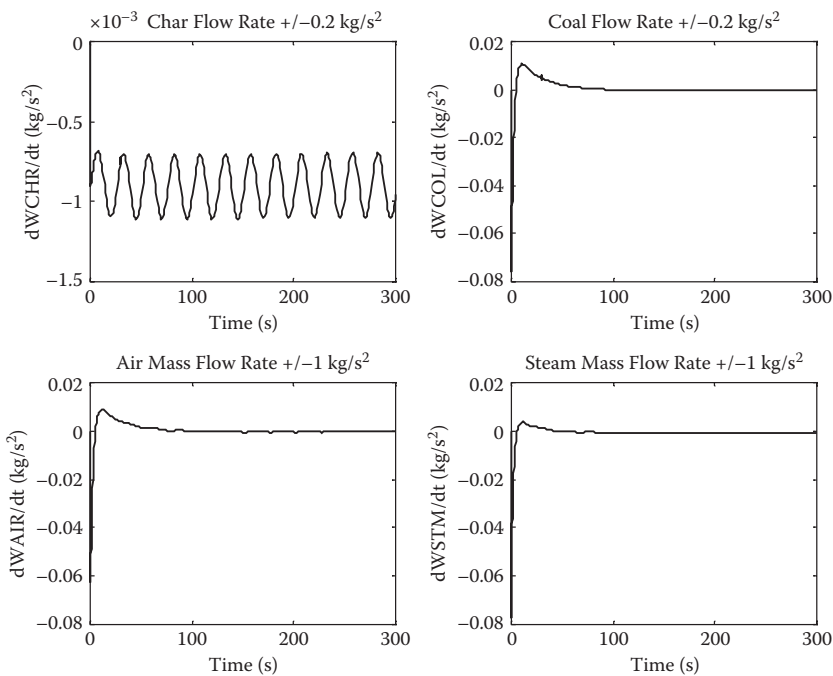 ×10⁻³ Char Flow Rate +/−0.2 kg/s²
0
−0.5
−1
−1.5
dWCHR/dt (kg/s²)
0 100 200 300
Time (s)
Coal Flow Rate +/−0.2 kg/s²
0.02
0
−0.02
−0.04
−0.06
−0.08
dWCOL/dt (kg/s²)
0 100 200 300
Time (s)
Air Mass Flow Rate +/−1 kg/s²
0.02
0
−0.02
−0.04
−0.06
−0.08
dWAIR/dt (kg/s²)
0 100 200 300
Time (s)
Steam Mass Flow Rate +/−1 kg/s²
0.02
0
−0.02
−0.04
−0.06
−0.08
dWSTM/dt (kg/s²)
0 100 200 300
Time (s)